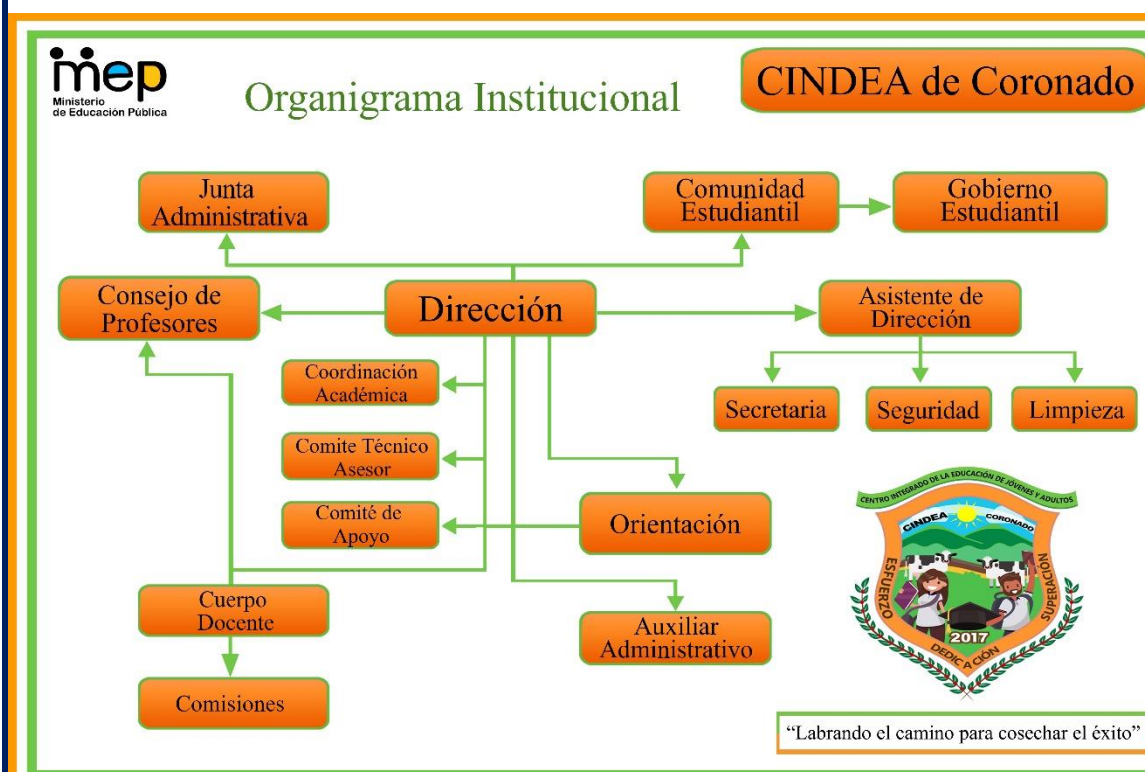 mep
Ministerio
de Educación Pública
Organigrama Institucional
CINDEA de Coronado
Junta
Administrativa
Comunidad
Estudiantil
Gobierno
Estudiantil
Consejo de
Profesores
Dirección
Asistente de
Dirección
Coordinación
Académica
Secretaria
Seguridad
Limpieza
Comite Técnico
Asesor
Comité de
Apoyo
Orientación
Cuerpo
Docente
Auxiliar
Administrativo
Comisiones
CENTRO INTEGRADO DE LA EDUCACIÓN DE JÓVENES Y ADULTOS
CINDEA CORONADO
ESFUERZO
SUPERACIÓN
2017
DEDICACIÓN
“Labrando el camino para cosechar el éxito”